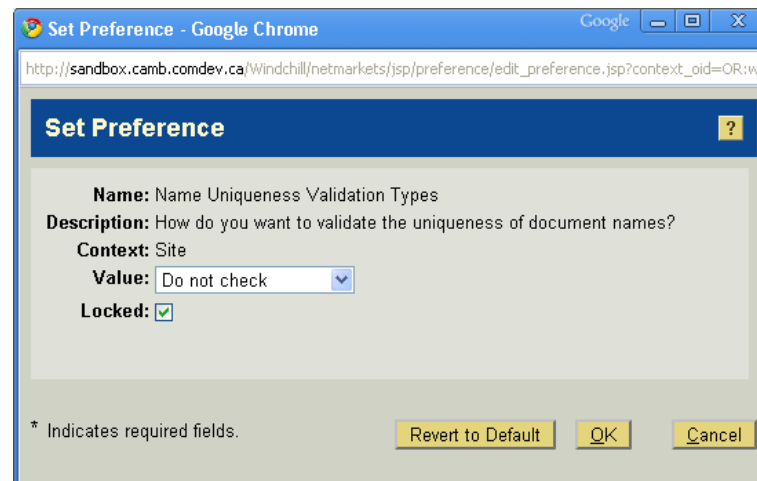 Set Preference - Google Chrome
Google
http://sandbox.camb.comdev.ca/Windchill/netmarkets/jsp/preference/edit_preference.jsp?context_oid=OR:w
Set Preference
?
Name: Name Uniqueness Validation Types
Description: How do you want to validate the uniqueness of document names?
Context: Site
Value: Do not check
Locked:
* Indicates required fields.
Revert to Default OK Cancel